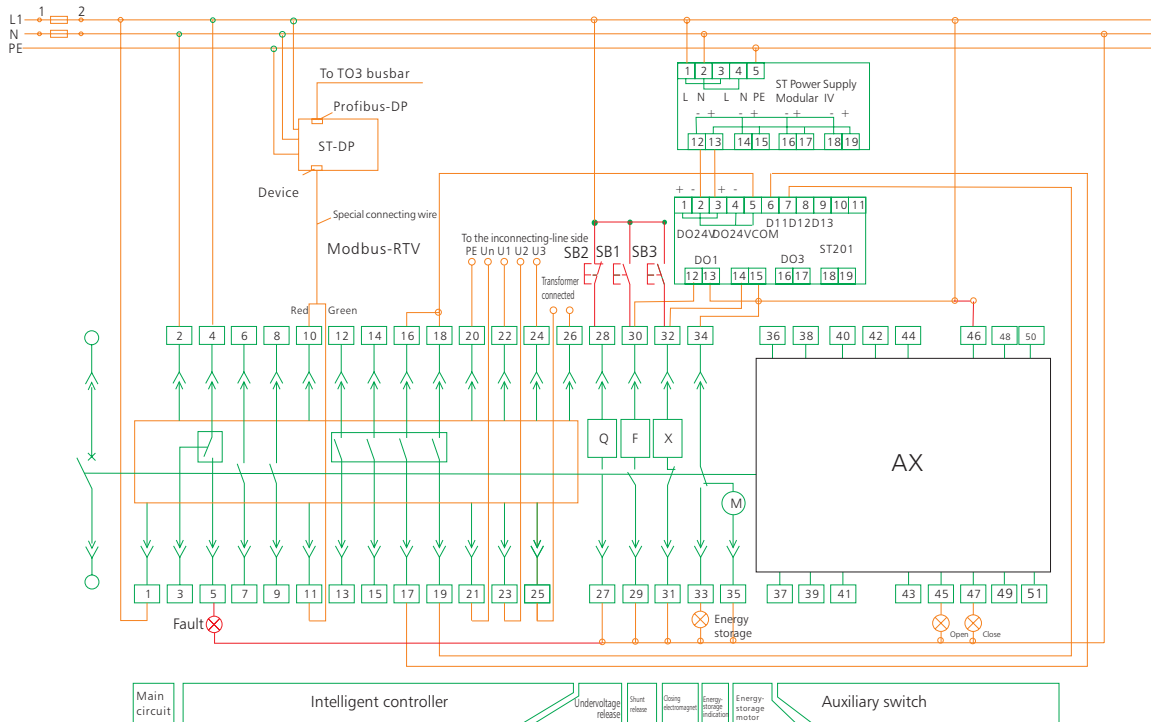 L1 1 2
N
PE
To TO3 busbar
Profibus-DP
ST-DP
Device
Special connecting wire
Modbus-RTV
Red Green
1 2 3 4 5
L N L N PE
ST Power Supply
Modular IV
- + - + - + - +
12 13 14 15 16 17 18 19
+ - + -
1 2 3 4 5 6 7 8 9 10 11
D11D12D13
DO24V DO24VCOM
ST201
DO1 DO3
12 13 14 15 16 17 18 19
To the inconnecting-line side
PE Un U1 U2 U3
Transformer
connected
SB2 SB1 SB3
2 4 6 8 10 12 14 16 18 20 22 24 26 28 30 32 34 36 38 40 42 44 46 48 50
Q F X
AX
M
1 3 5 7 9 11 13 15 17 19 21 23 25 27 29 31 33 35 37 39 41 43 45 47 49 51
Fault
Energy
storage
Open Close
Main
circuit
Intelligent controller
Undervoltage
release
Shunt
release
Closing
electromagnet
Energy-
storage
indication
Energy-
storage
motor
Auxiliary switch